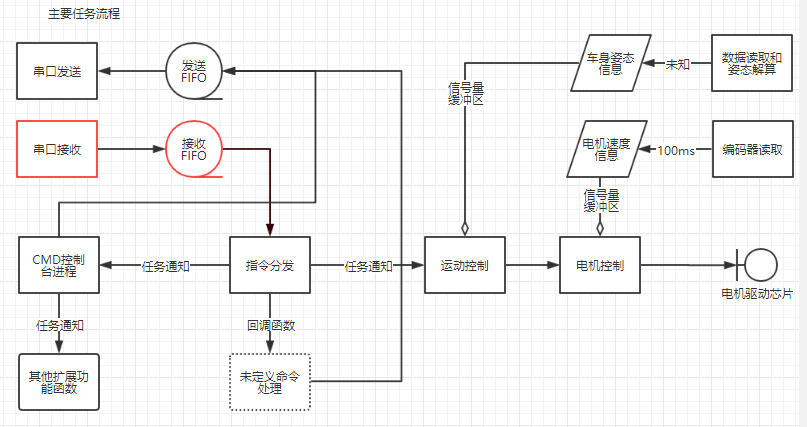 主要任务流程
串口发送
发送
FIFO
车身姿态
信息
未知
数据读取和
姿态解算
信号量
缓冲区
串口接收
接收
FIFO
电机速度
信息
100ms
编码器读取
信号量
缓冲区
CMD控制
台进程
任务通知
指令分发
任务通知
运动控制
电机控制
电机驱动芯片
任务通知
回调函数
其他扩展功
能函数
未定义命令
处理